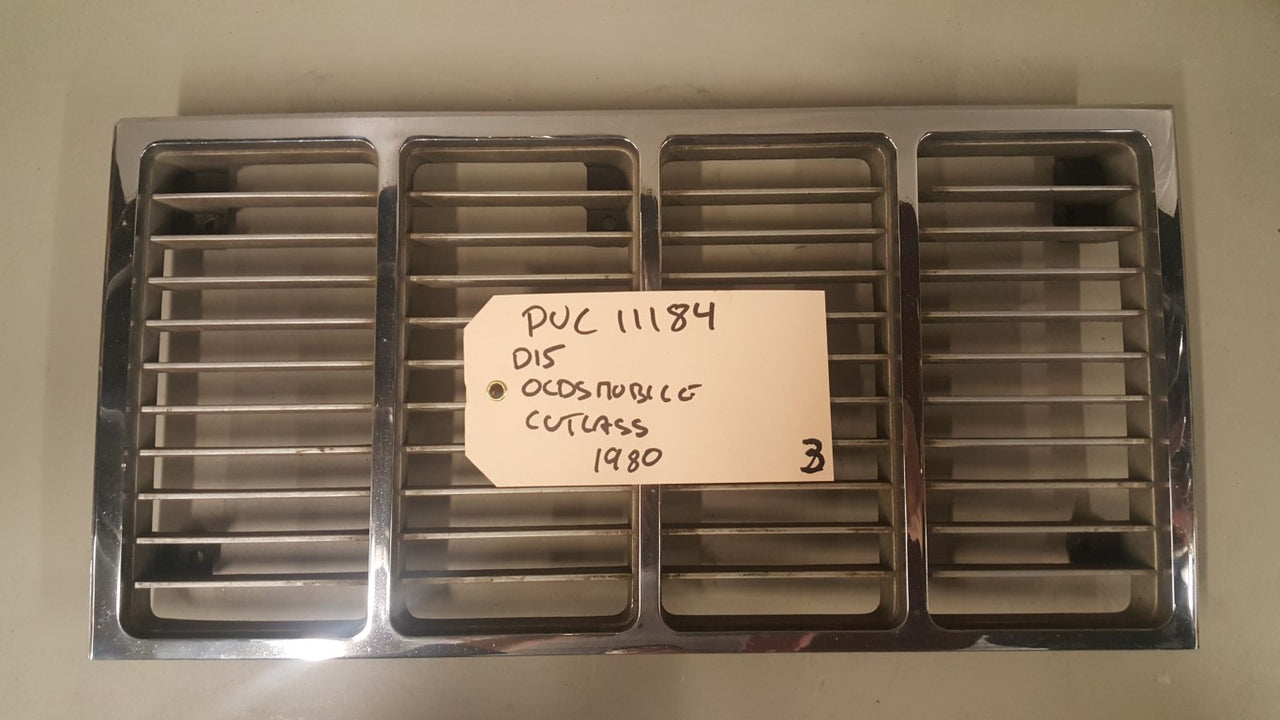 PUC 11184
D15
OLDSMOBILE
CUTLASS
1980
3